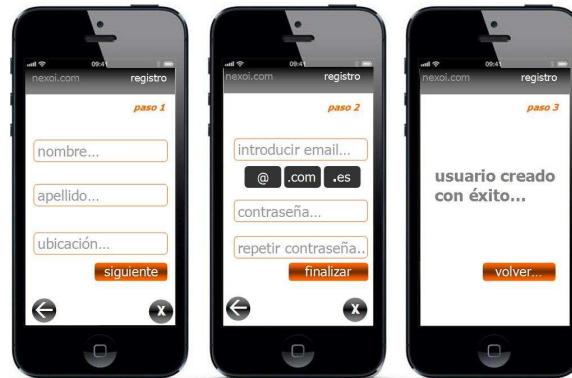 09:41
nexoi.com registro
paso 1
nombre...
apellido...
ubicación...
siguiente
x
09:41
nexoi.com registro
paso 2
introducir email...
@ .com .es
contraseña...
repetir contraseña..
finalizar
x
09:41
nexoi.com registro
paso 3
usuario creado
con éxito...
volver...